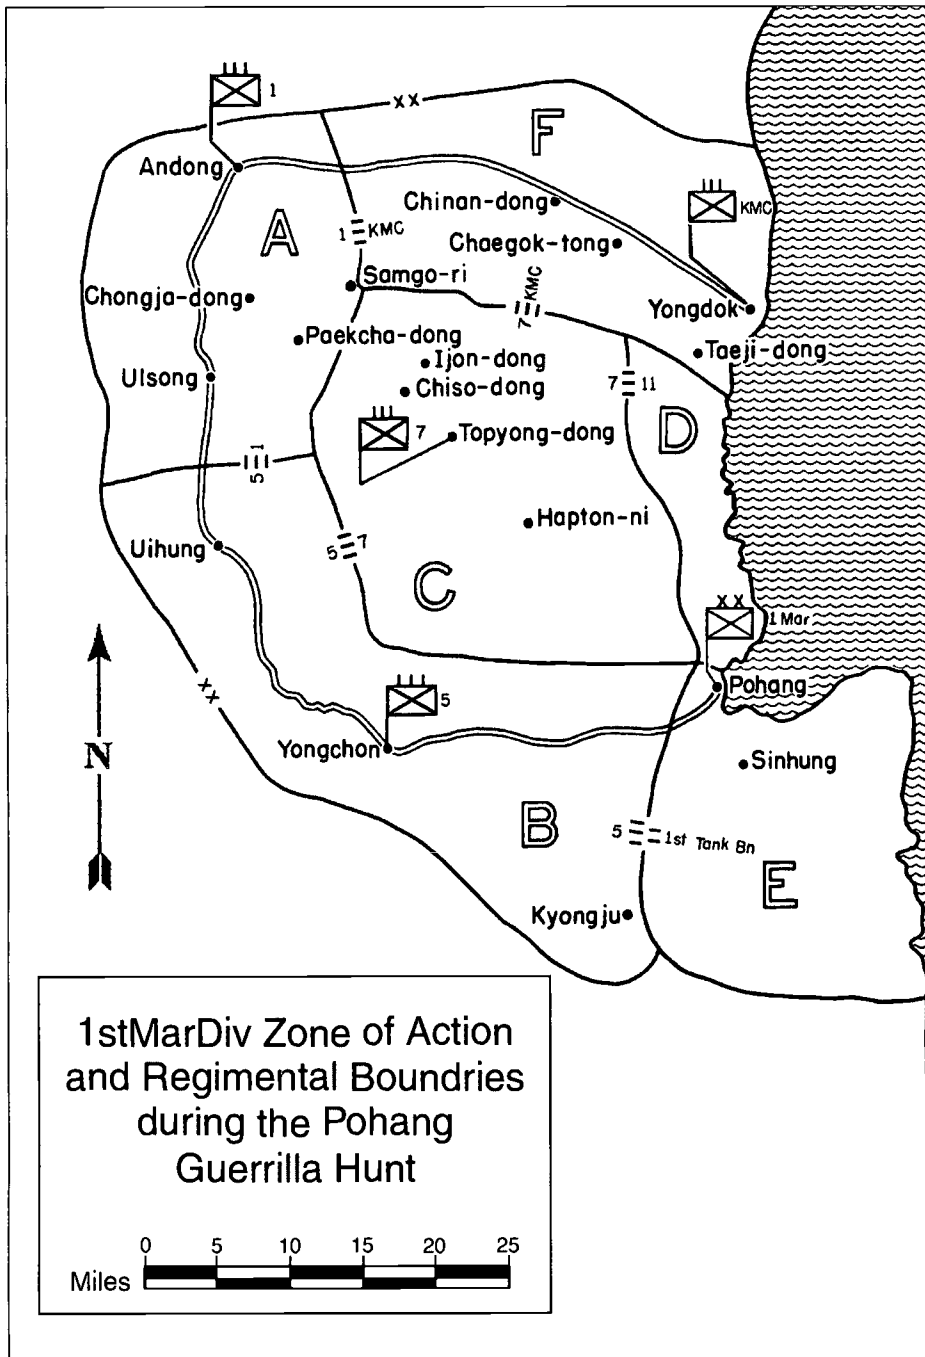 1
XX
F
Andong
Chinan-dong
KMC
A
1 KMC
Chaegok-tong
Samgo-ri
7 KMC
Chongja-dong
Yongdok
Paekcha-dong
Taeji-dong
Ijon-dong
Ulsong
Chiso-dong
7 11
7
D
Topyong-dong
5 1
Hapton-ni
Uihung
5 7
C
XX
1 Mar
XX
Pohang
5
Yongchon
Sinhung
N
B
5 1st Tank Bn
E
Kyongju
1stMarDiv Zone of Action
and Regimental Boundries
during the Pohang
Guerrilla Hunt
0 5 10 15 20 25
Miles